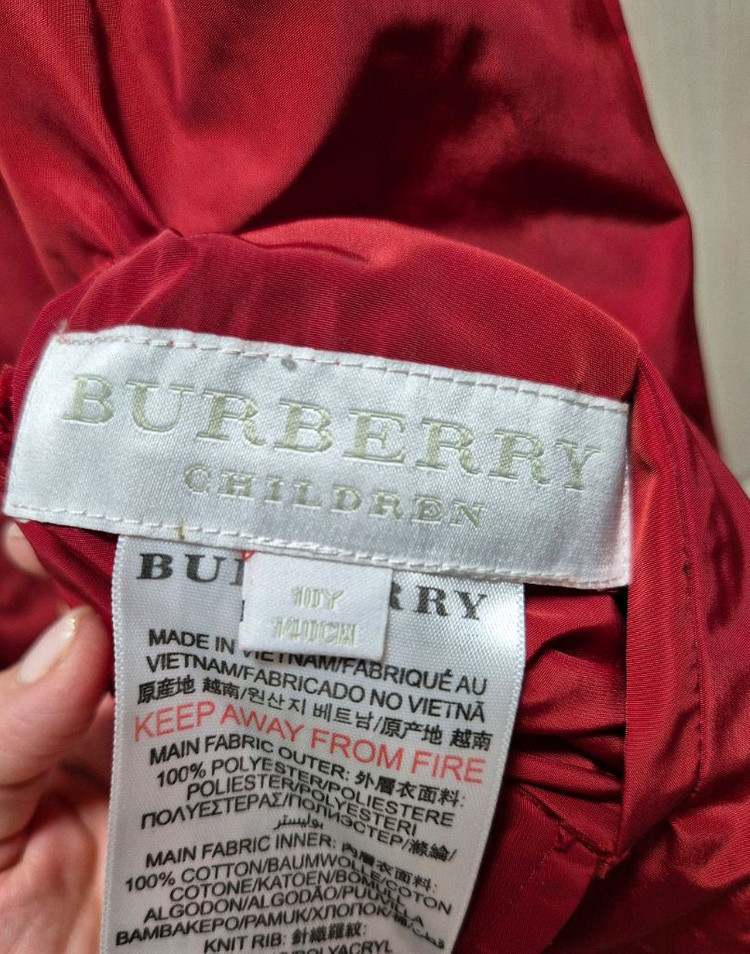 BURBERRY
CHILDREN
10Y
140CM
MADE IN VIETNAM/FABRIQUÉ AU
VIETNAM/FABRICADO NO VIETNÃ
原産地 越南/원산지 베트남/原产地 越南
KEEP AWAY FROM FIRE
MAIN FABRIC OUTER: 外層衣面料:
100% POLYESTER/POLIESTERE
POLIESTER/POLYESTERI
ΠΟΛΥΕΣΤΕΡΑΣ/ПОЛИЭСТЕР/滌綸/
بوليستر
MAIN FABRIC INNER: 內層衣面料:
100% COTTON/BAUMWOLLE/COTON
COTONE/KATOEN/BOMULL/COTON
ALGODON/ALGODÃO/PUUVILLA
BAMBAKEPO/PAMUK/ХЛОПОК/棉/قطن/
KNIT RIB: 針織羅紋: